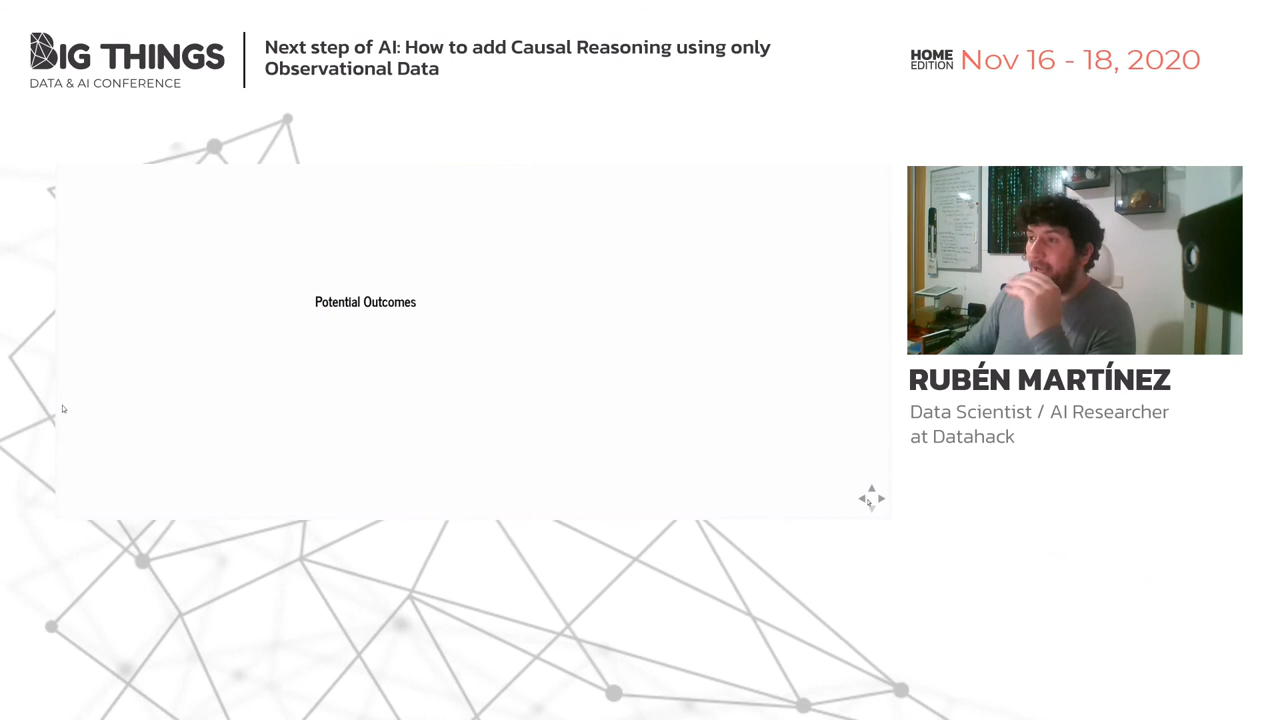 BIG THINGS
DATA & AI CONFERENCE
Next step of AI: How to add Causal Reasoning using only
Observational Data
HOME
EDITION
Nov 16 - 18, 2020
Potential Outcomes
RUBÉN MARTÍNEZ
Data Scientist / AI Researcher
at Datahack